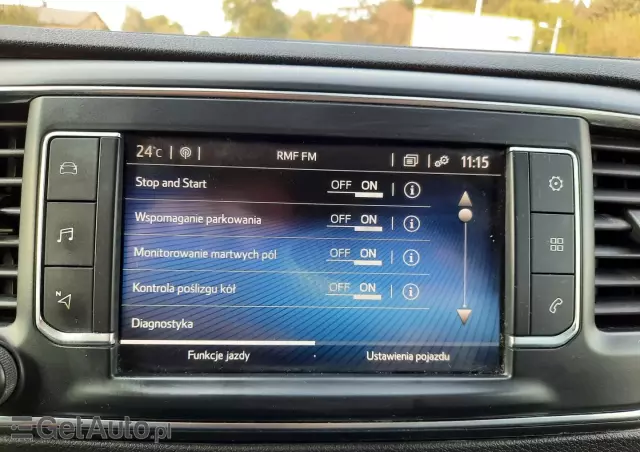 24°C RMF FM 11:15
Stop and Start OFF ON
Wspomaganie parkowania OFF ON
Monitorowanie martwych pól OFF ON
Kontrola poślizgu kół OFF ON
Diagnostyka
Funkcje jazdy Ustawienia pojazdu
N
GetAuto.pl